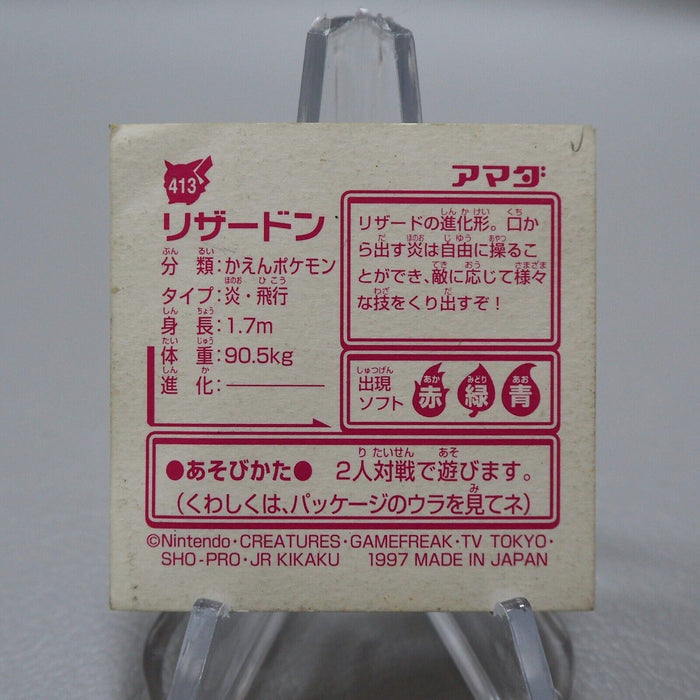 413
アマダ
リザードン
分類:かえんポケモン
タイプ:炎・飛行
身長:1.7m
体重:90.5kg
進化:
リザードの進化形。口か
ら出す炎は自由に操るこ
とができ、敵に応じて様々
な技をくり出すぞ!
出現
ソフト
赤 緑 青
●あそびかた● 2人対戦で遊びます。
(くわしくは、パッケージのウラを見てネ)
©Nintendo・CREATURES・GAMEFREAK・TV TOKYO・
SHO-PRO・JR KIKAKU 1997 MADE IN JAPAN